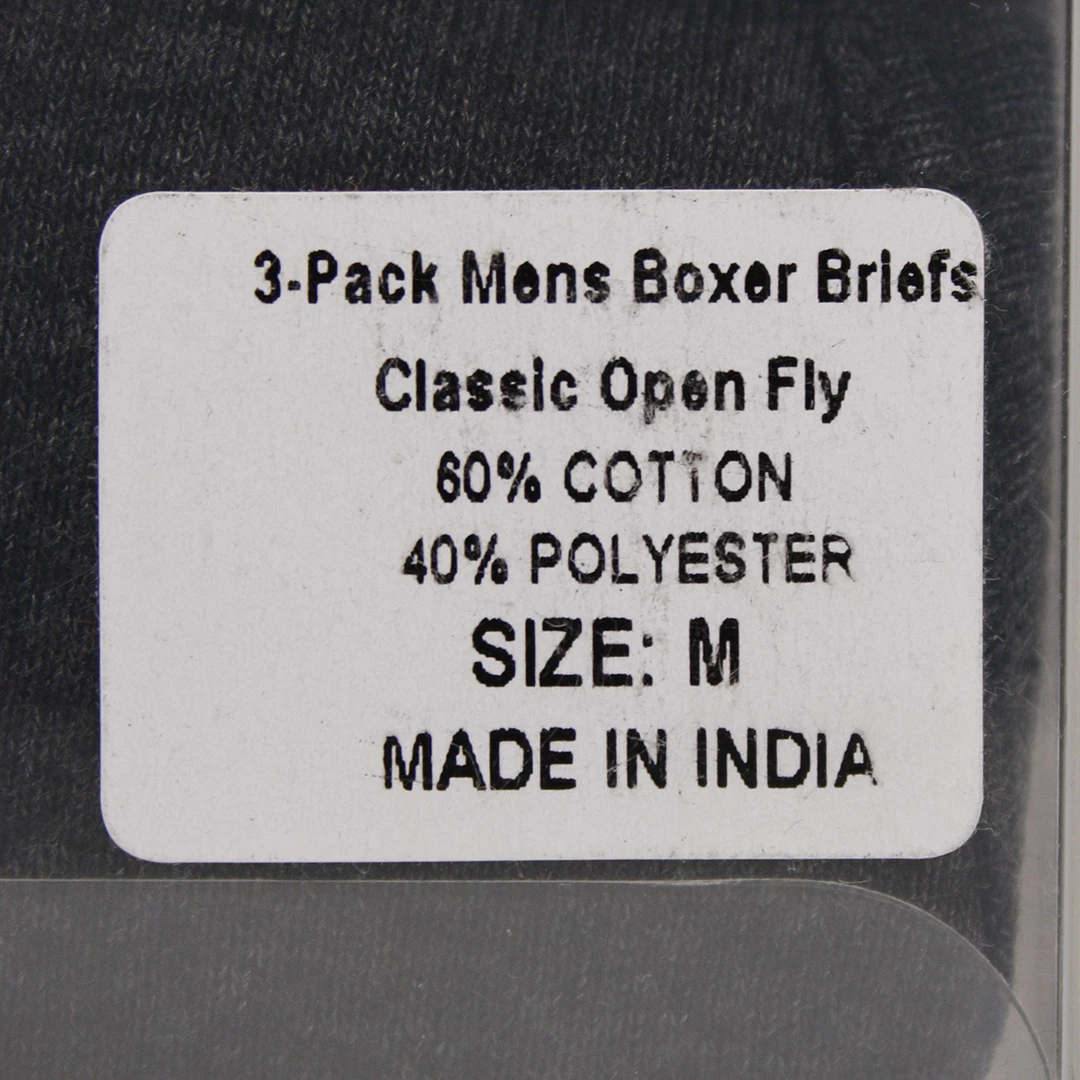 3-Pack Mens Boxer Briefs
Classic Open Fly
60% COTTON
40% POLYESTER
SIZE: M
MADE IN INDIA